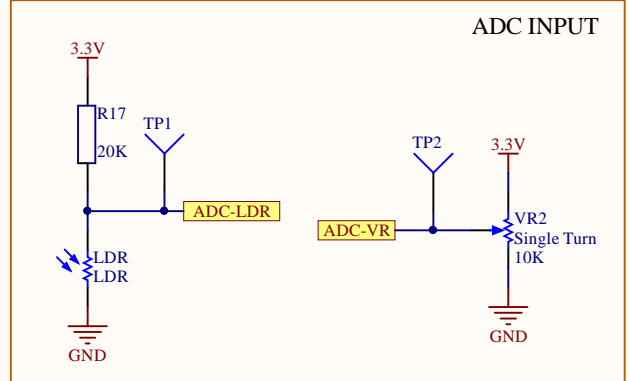 ADC INPUT
3.3V
R17
20K
TP1
ADC-LDR
LDR
LDR
GND
TP2
3.3V
ADC-VR
VR2
Single Turn
10K
GND